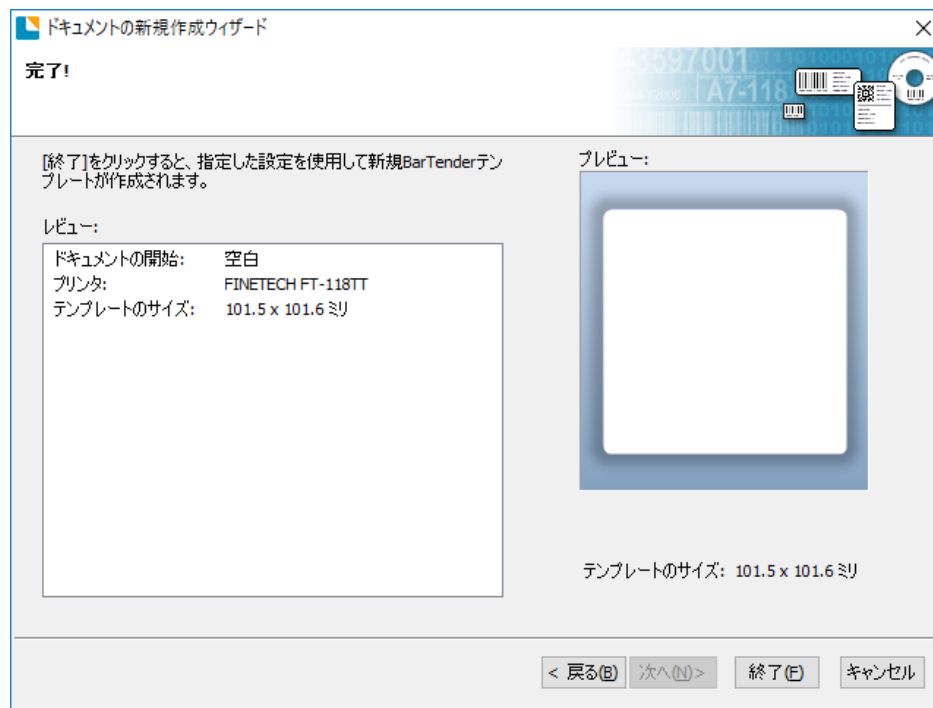 ドキュメントの新規作成ウィザード
完了!
3597001
A7-118
[終了]をクリックすると、指定した設定を使用して新規BarTenderテン
プレートが作成されます。
プレビュー:
レビュー:
ドキュメントの開始: 空白
プリンタ: FINETECH FT-118TT
テンプレートのサイズ: 101.5 x 101.6 ミリ
テンプレートのサイズ: 101.5 x 101.6 ミリ
< 戻る(B) 次へ(N)> 終了(F) キャンセル